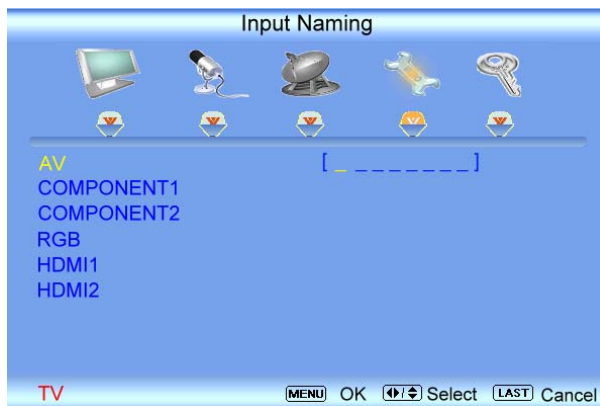 Input Naming
AV [ _ _ _ _ _ _ _ _ ]
COMPONENT1
COMPONENT2
RGB
HDMI1
HDMI2
TV MENU OK Select LAST Cancel